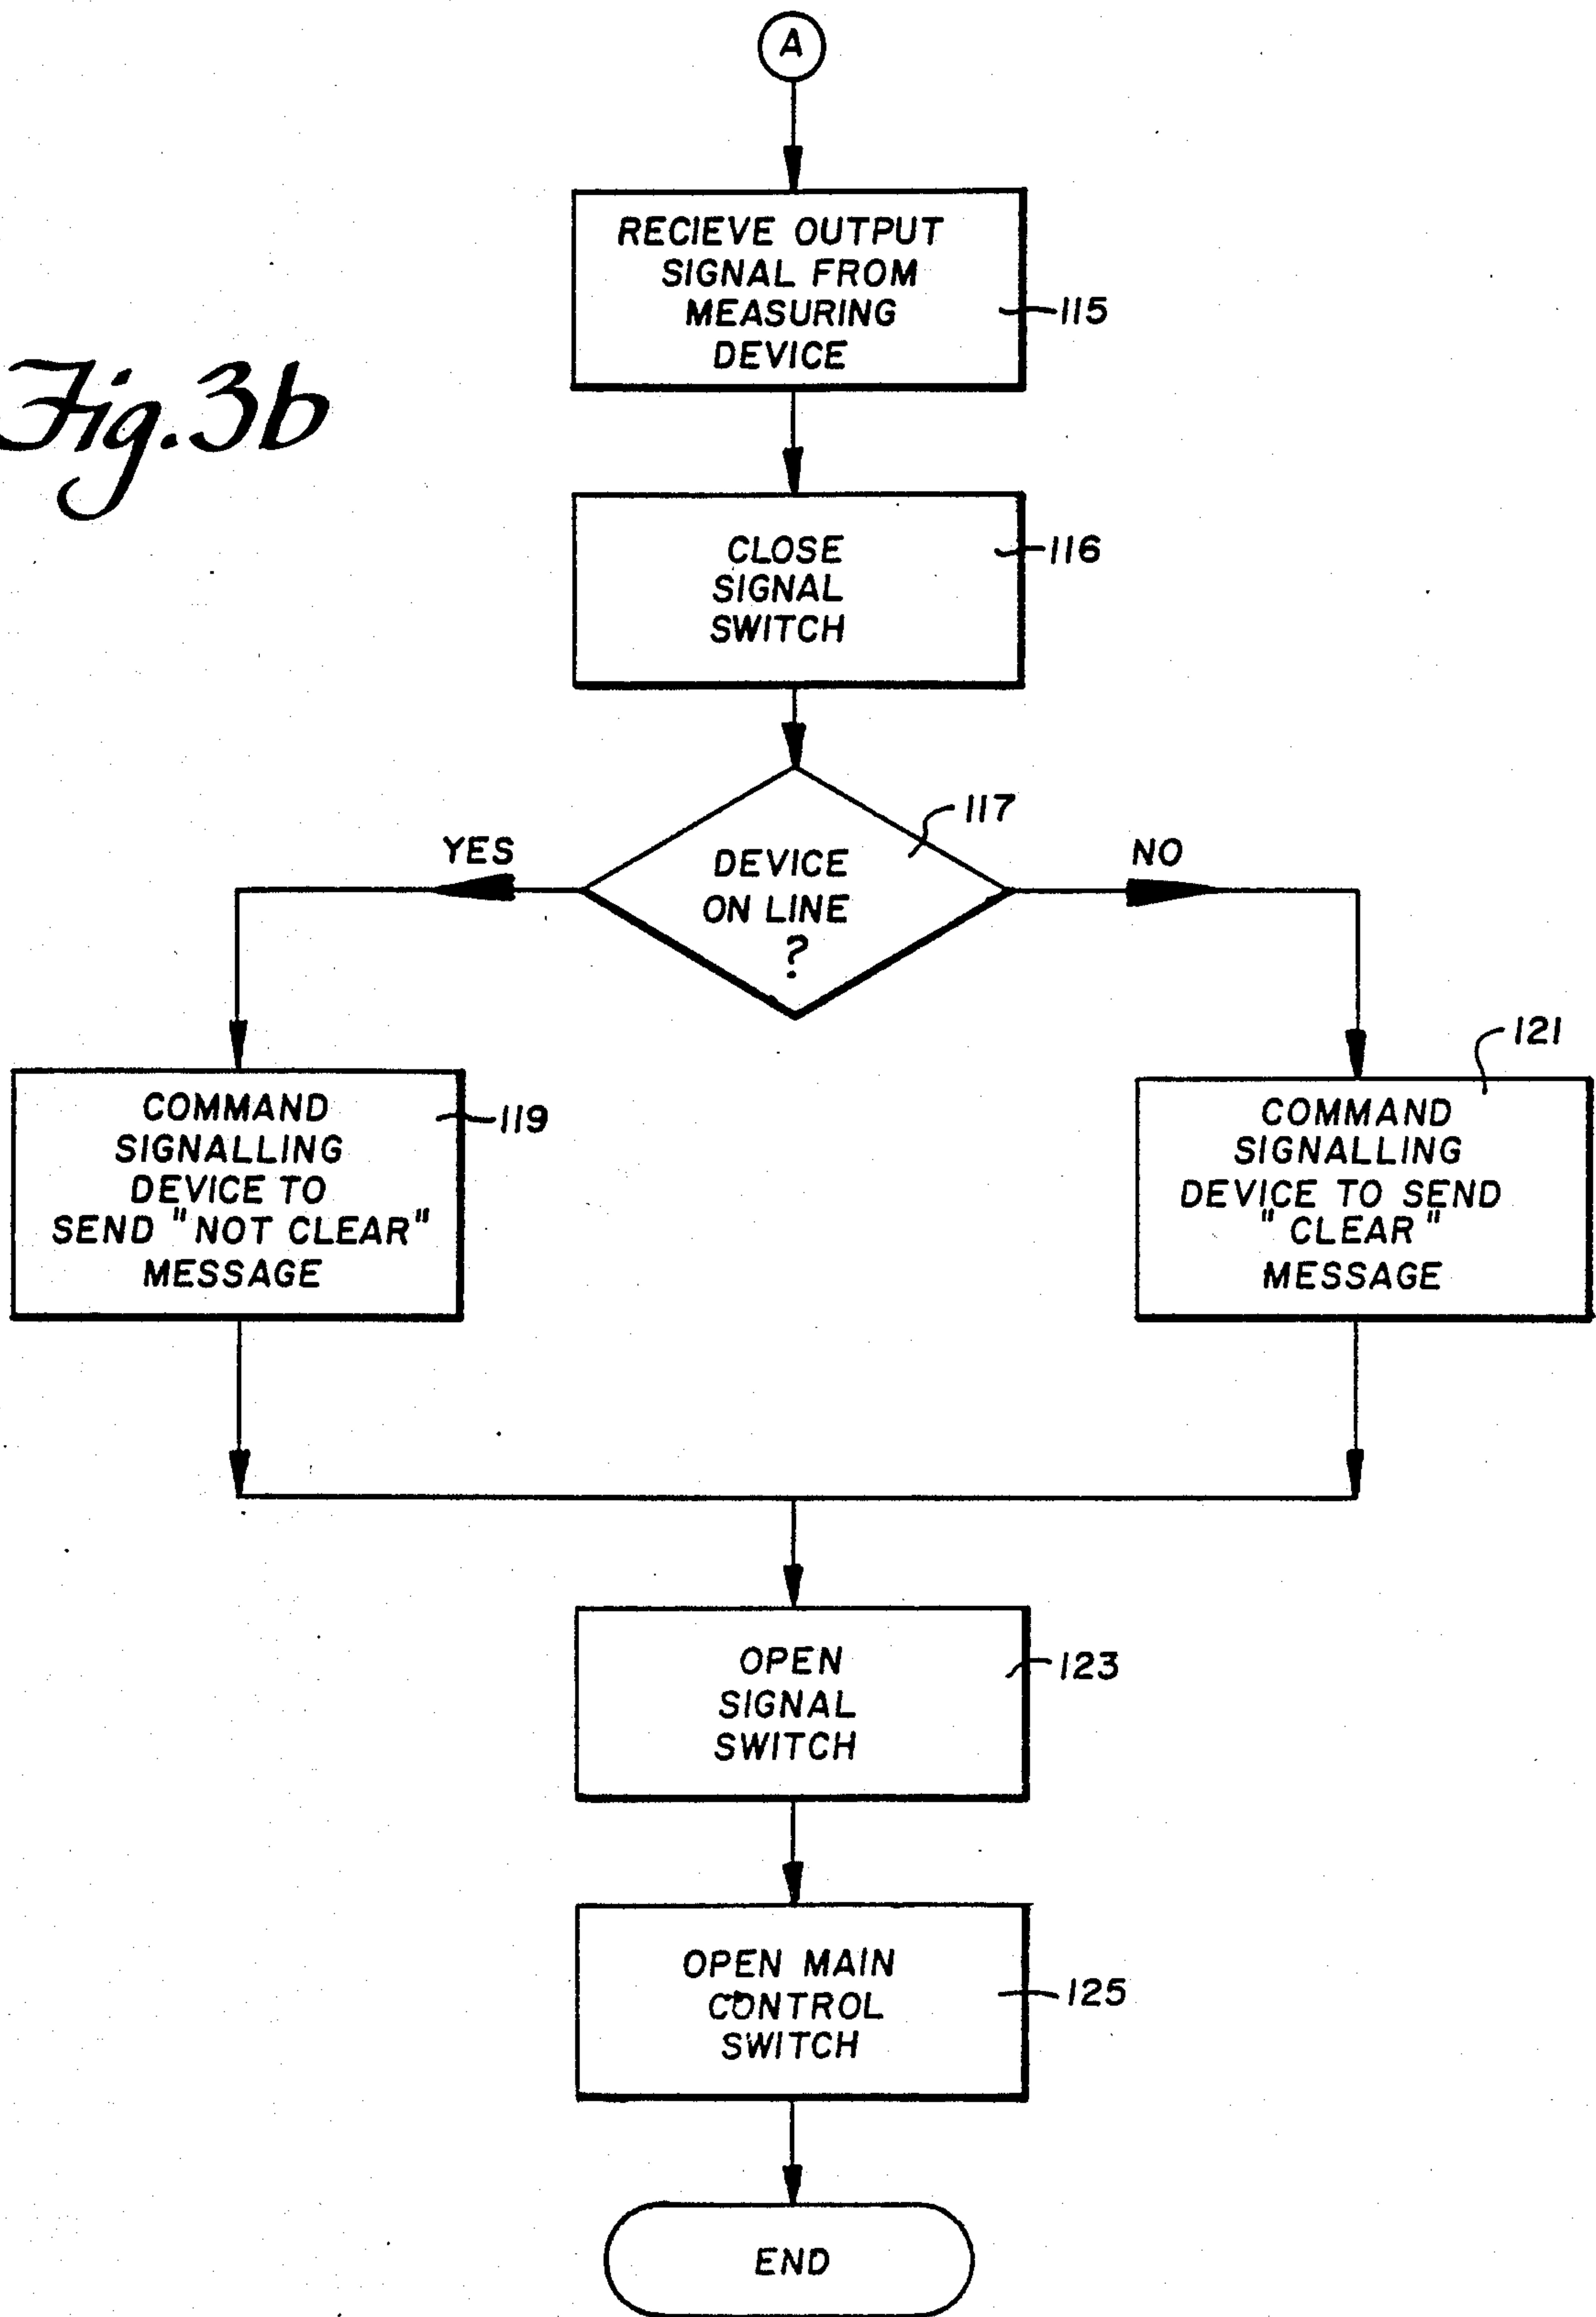 A
RECIEVE OUTPUT
SIGNAL FROM
MEASURING
DEVICE
115
Fig. 3b
CLOSE
SIGNAL
SWITCH
116
117
YES
DEVICE
ON LINE
?
NO
COMMAND
SIGNALLING
DEVICE TO
SEND "NOT CLEAR"
MESSAGE
119
121
COMMAND
SIGNALLING
DEVICE TO SEND
"CLEAR"
MESSAGE
OPEN
SIGNAL
SWITCH
123
OPEN MAIN
CONTROL
SWITCH
125
END